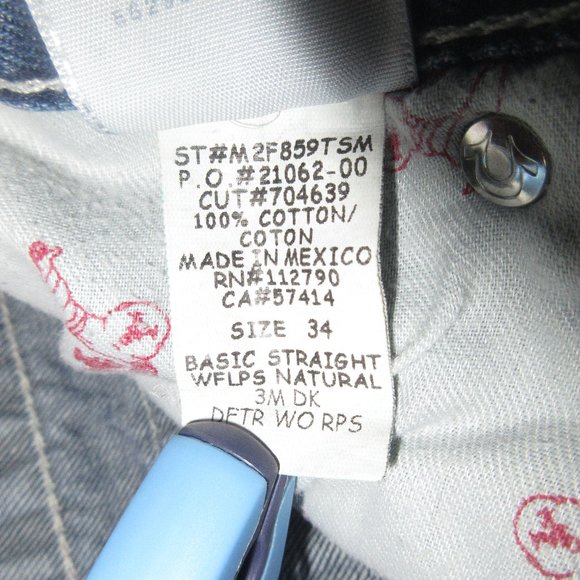 ST#M2F859TSM
P.O.#21062-00
CUT#704639
100% COTTON/
COTON
MADE IN MEXICO
RN#112790
CA#57414
SIZE 34
BASIC STRAIGHT
WFLPS NATURAL
3M DK
DFTR WO RPS